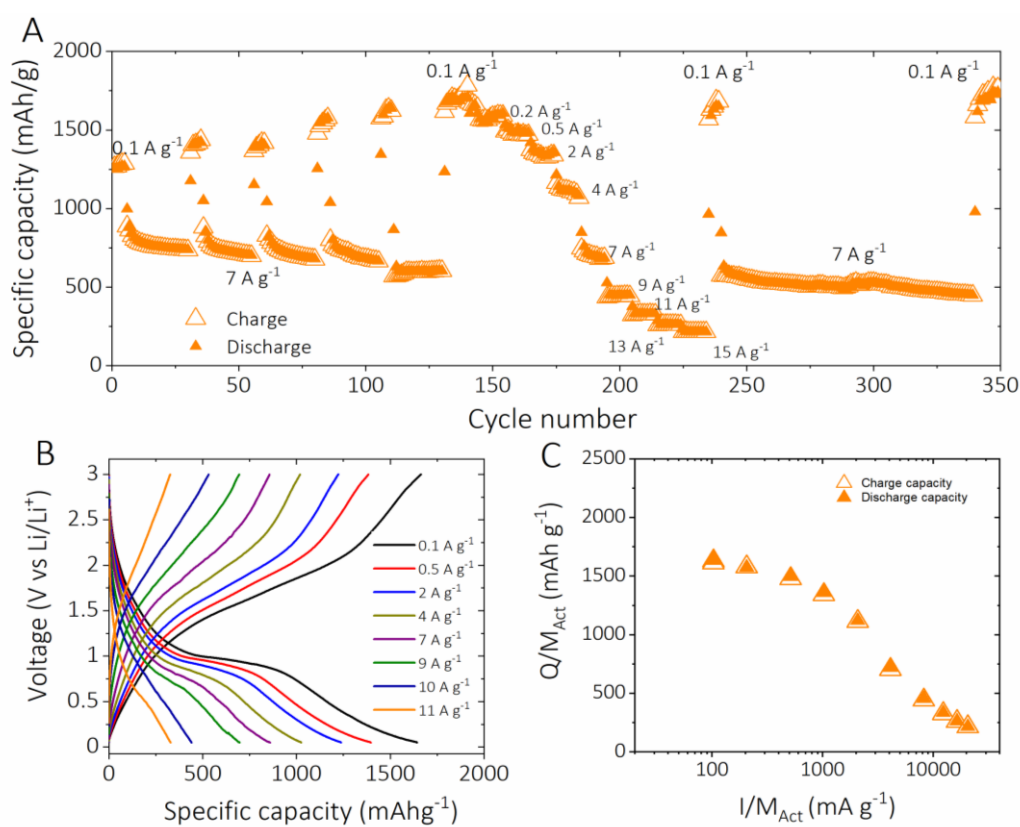 A
Specific capacity (mAh/g)
2000
1500
1000
500
0
0.1 A g⁻¹
7 A g⁻¹
0.1 A g⁻¹
0.2 A g⁻¹
0.5 A g⁻¹
2 A g⁻¹
4 A g⁻¹
7 A g⁻¹
9 A g⁻¹
11 A g⁻¹
13 A g⁻¹
15 A g⁻¹
0.1 A g⁻¹
7 A g⁻¹
0.1 A g⁻¹
Charge
Discharge
0 50 100 150 200 250 300 350
Cycle number
B
Voltage (V vs Li/Li⁺)
3
2.5
2
1.5
1
0.5
0
0.1 A g⁻¹
0.5 A g⁻¹
2 A g⁻¹
4 A g⁻¹
7 A g⁻¹
9 A g⁻¹
10 A g⁻¹
11 A g⁻¹
0 500 1000 1500 2000
Specific capacity (mAhg⁻¹)
C
Q/M_Act (mAh g⁻¹)
2500
2000
1500
1000
500
0
Charge capacity
Discharge capacity
100 1000 10000
I/M_Act (mA g⁻¹)